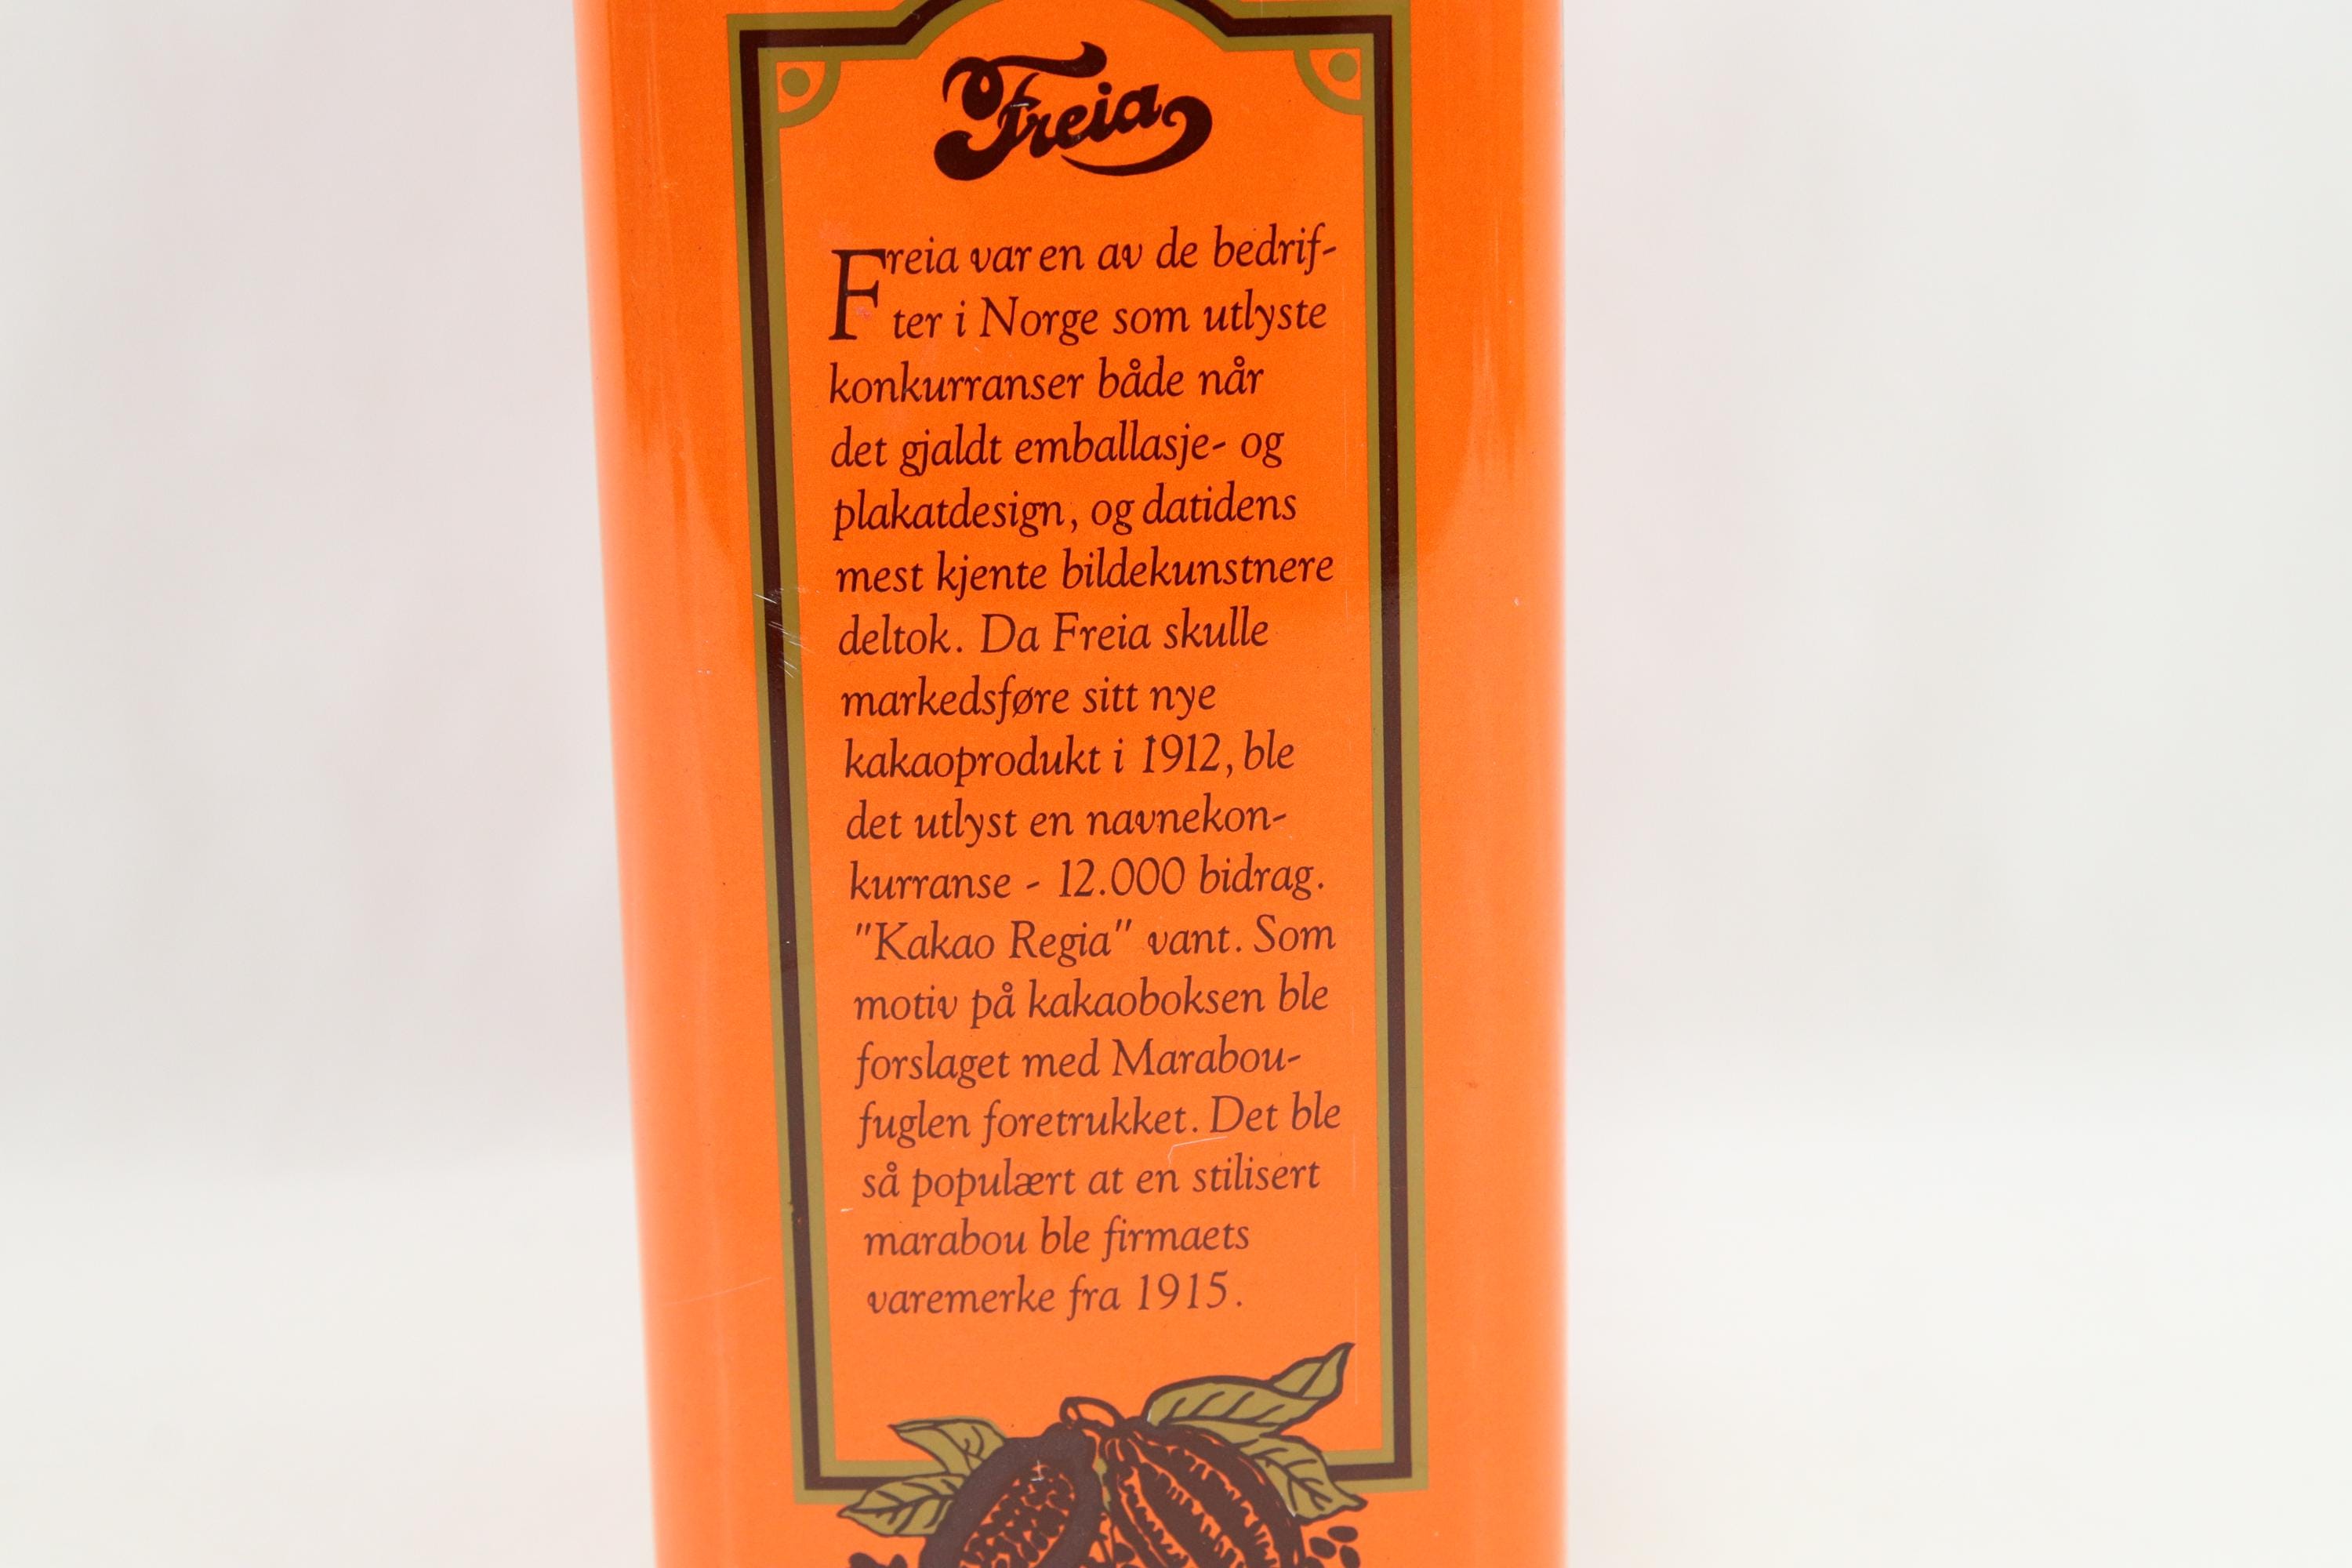 Freia
Freia var en av de bedrif-
ter i Norge som utlyste
konkurranser både når
det gjaldt emballasje- og
plakatdesign, og datidens
mest kjente bildekunstnere
deltok. Da Freia skulle
markedsføre sitt nye
kakaoprodukt i 1912, ble
det utlyst en navnekon-
kurranse - 12.000 bidrag.
"Kakao Regia" vant. Som
motiv på kakaoboksen ble
forslaget med Marabou-
fuglen foretrukket. Det ble
så populært at en stilisert
marabou ble firmaets
varemerke fra 1915.